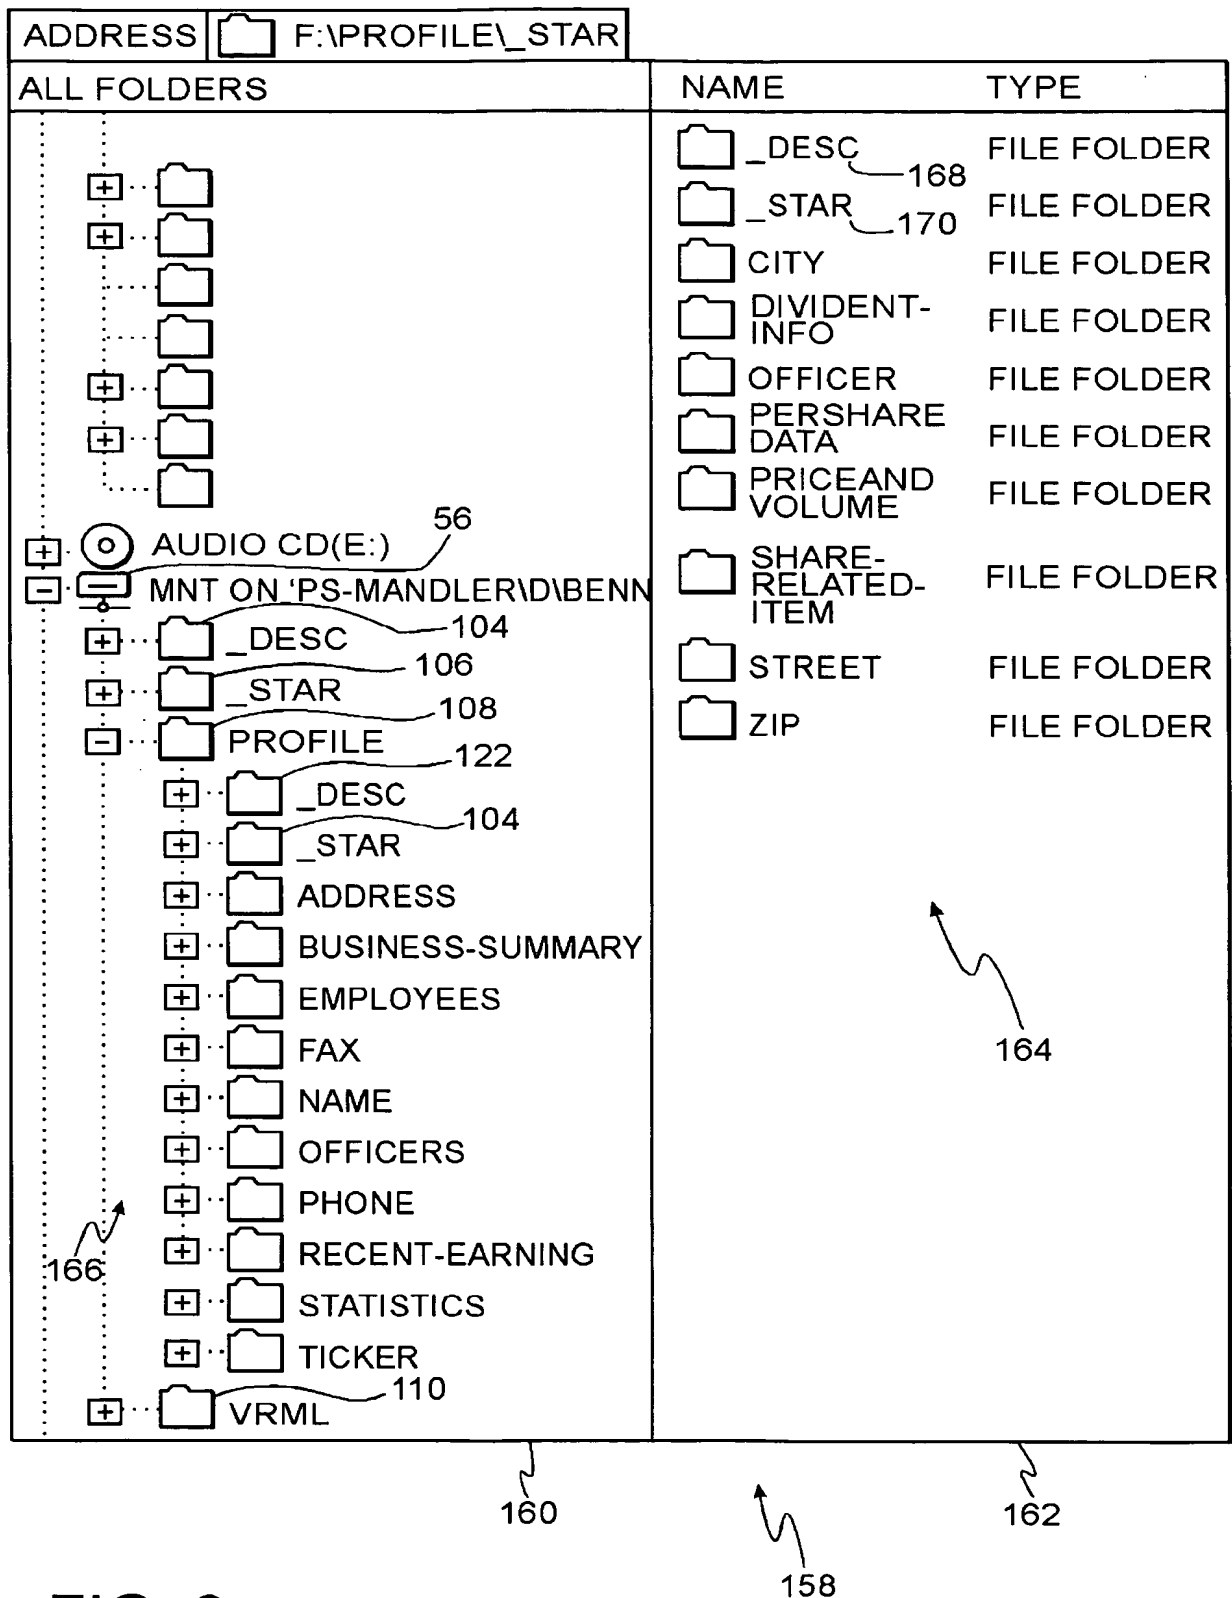 ADDRESS F:\PROFILE\_STAR
ALL FOLDERS
NAME TYPE
_DESC FILE FOLDER
168
_STAR FILE FOLDER
170
CITY FILE FOLDER
DIVIDENT-
INFO FILE FOLDER
OFFICER FILE FOLDER
PERSHARE
DATA FILE FOLDER
PRICEAND
VOLUME FILE FOLDER
SHARE-
RELATED-
ITEM FILE FOLDER
STREET FILE FOLDER
ZIP FILE FOLDER
56
AUDIO CD(E:)
MNT ON 'PS-MANDLER\D\BENN
_DESC 104
_STAR 106
PROFILE 108
_DESC 122
_STAR 104
ADDRESS
BUSINESS-SUMMARY
EMPLOYEES
FAX
NAME
OFFICERS
PHONE
RECENT-EARNING
STATISTICS
TICKER
VRML 110
166
164
160
162
158